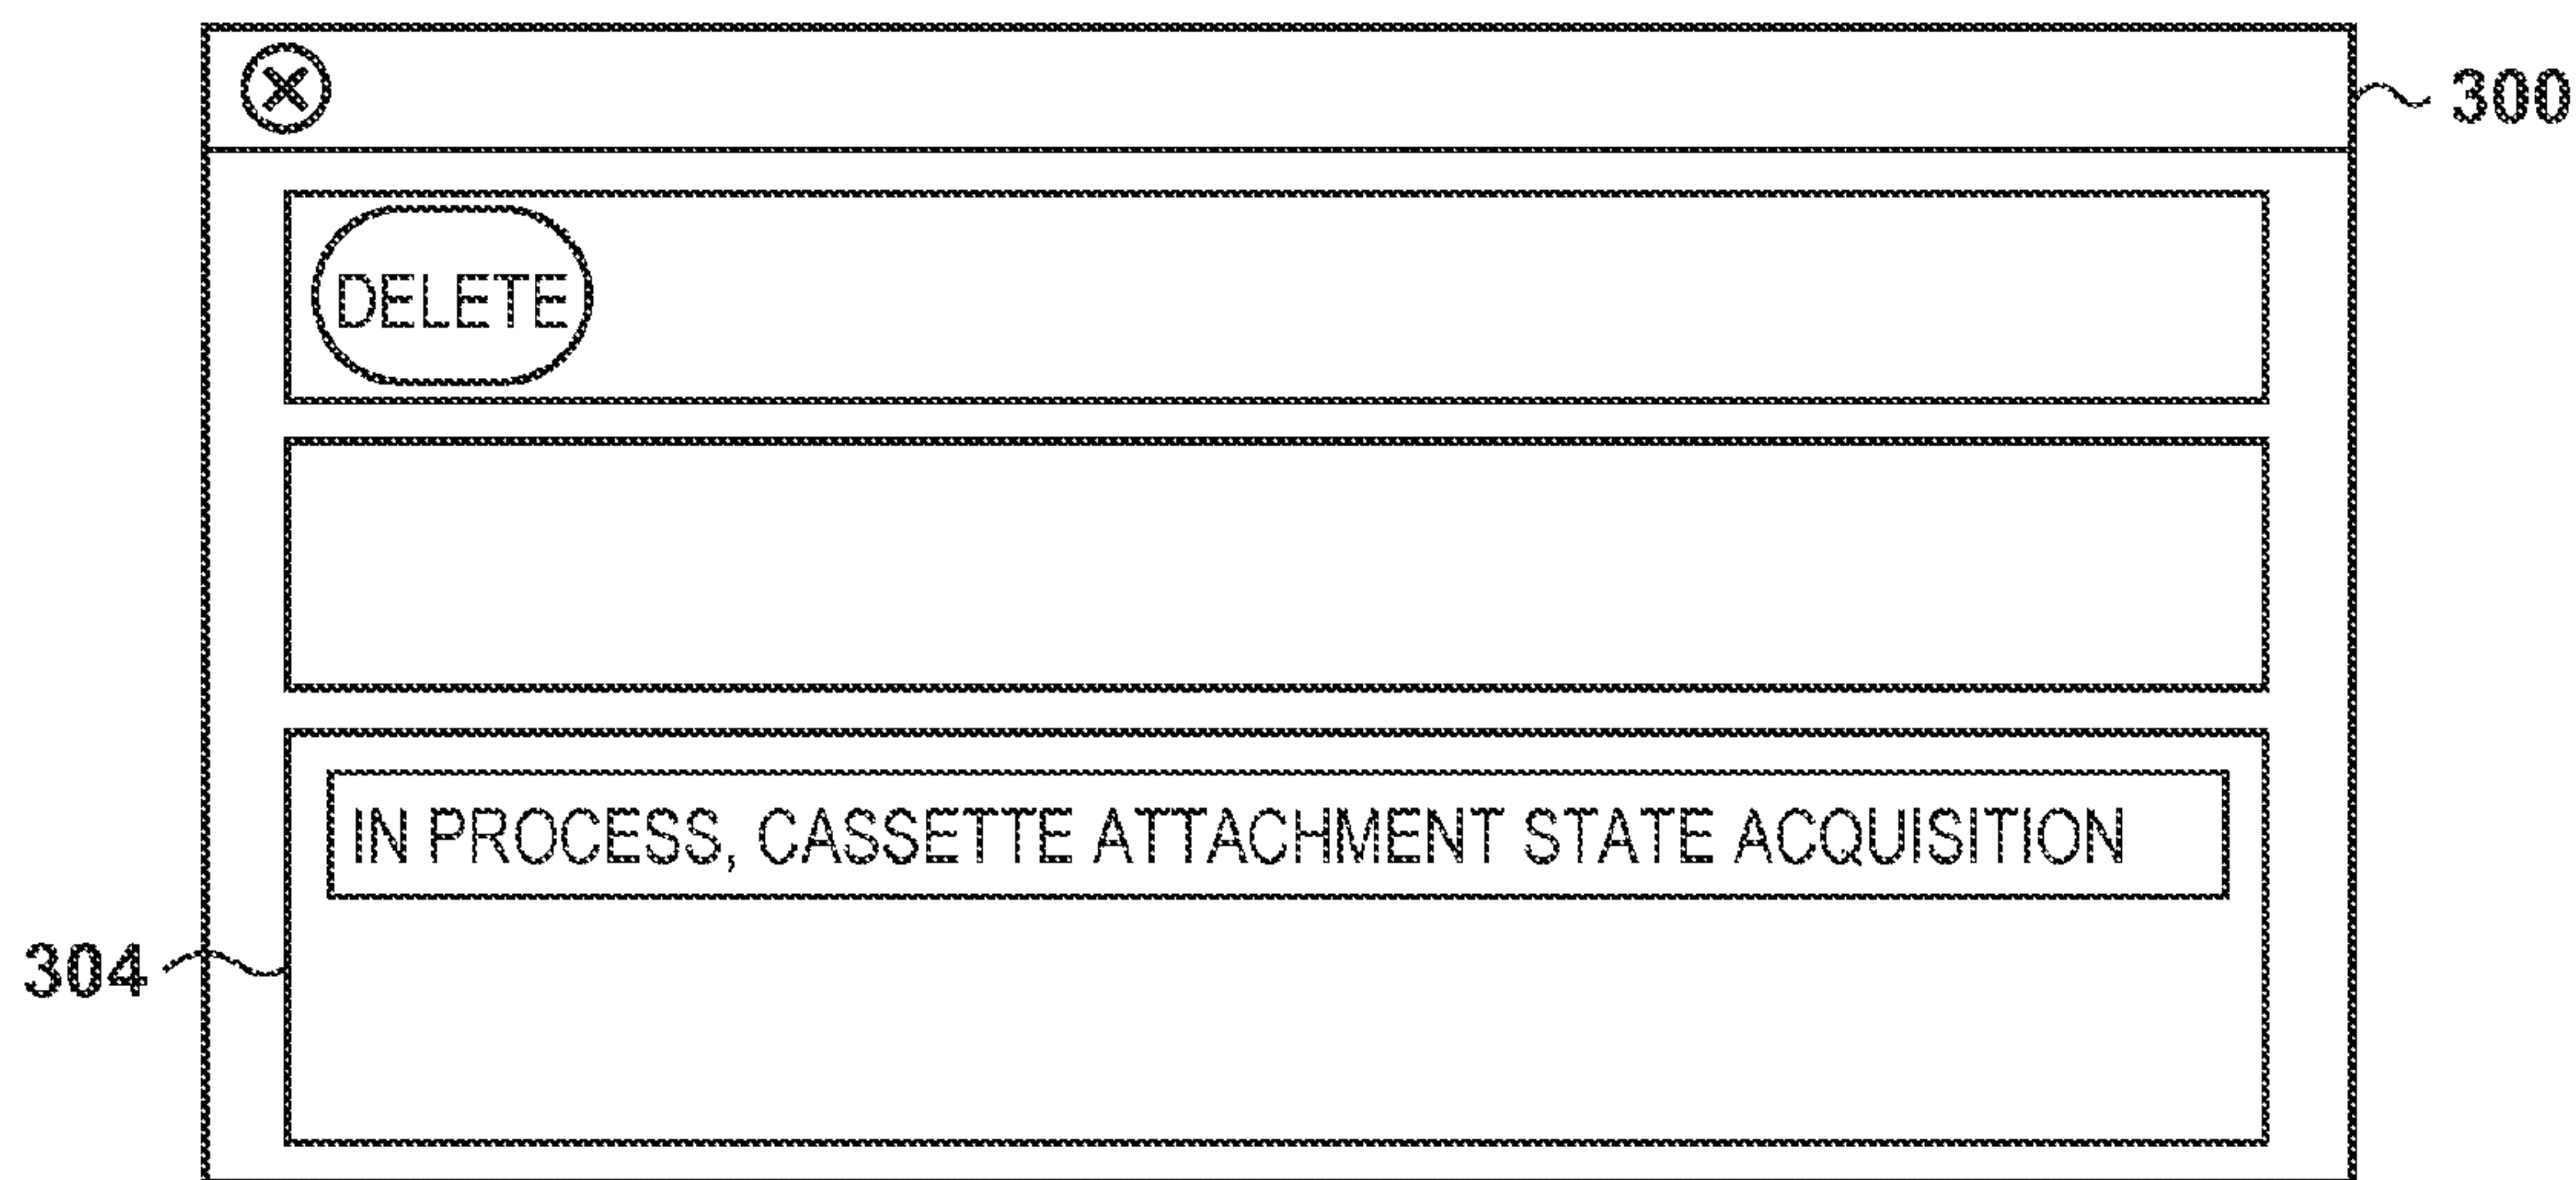 300
DELETE
IN PROCESS, CASSETTE ATTACHMENT STATE ACQUISITION
304